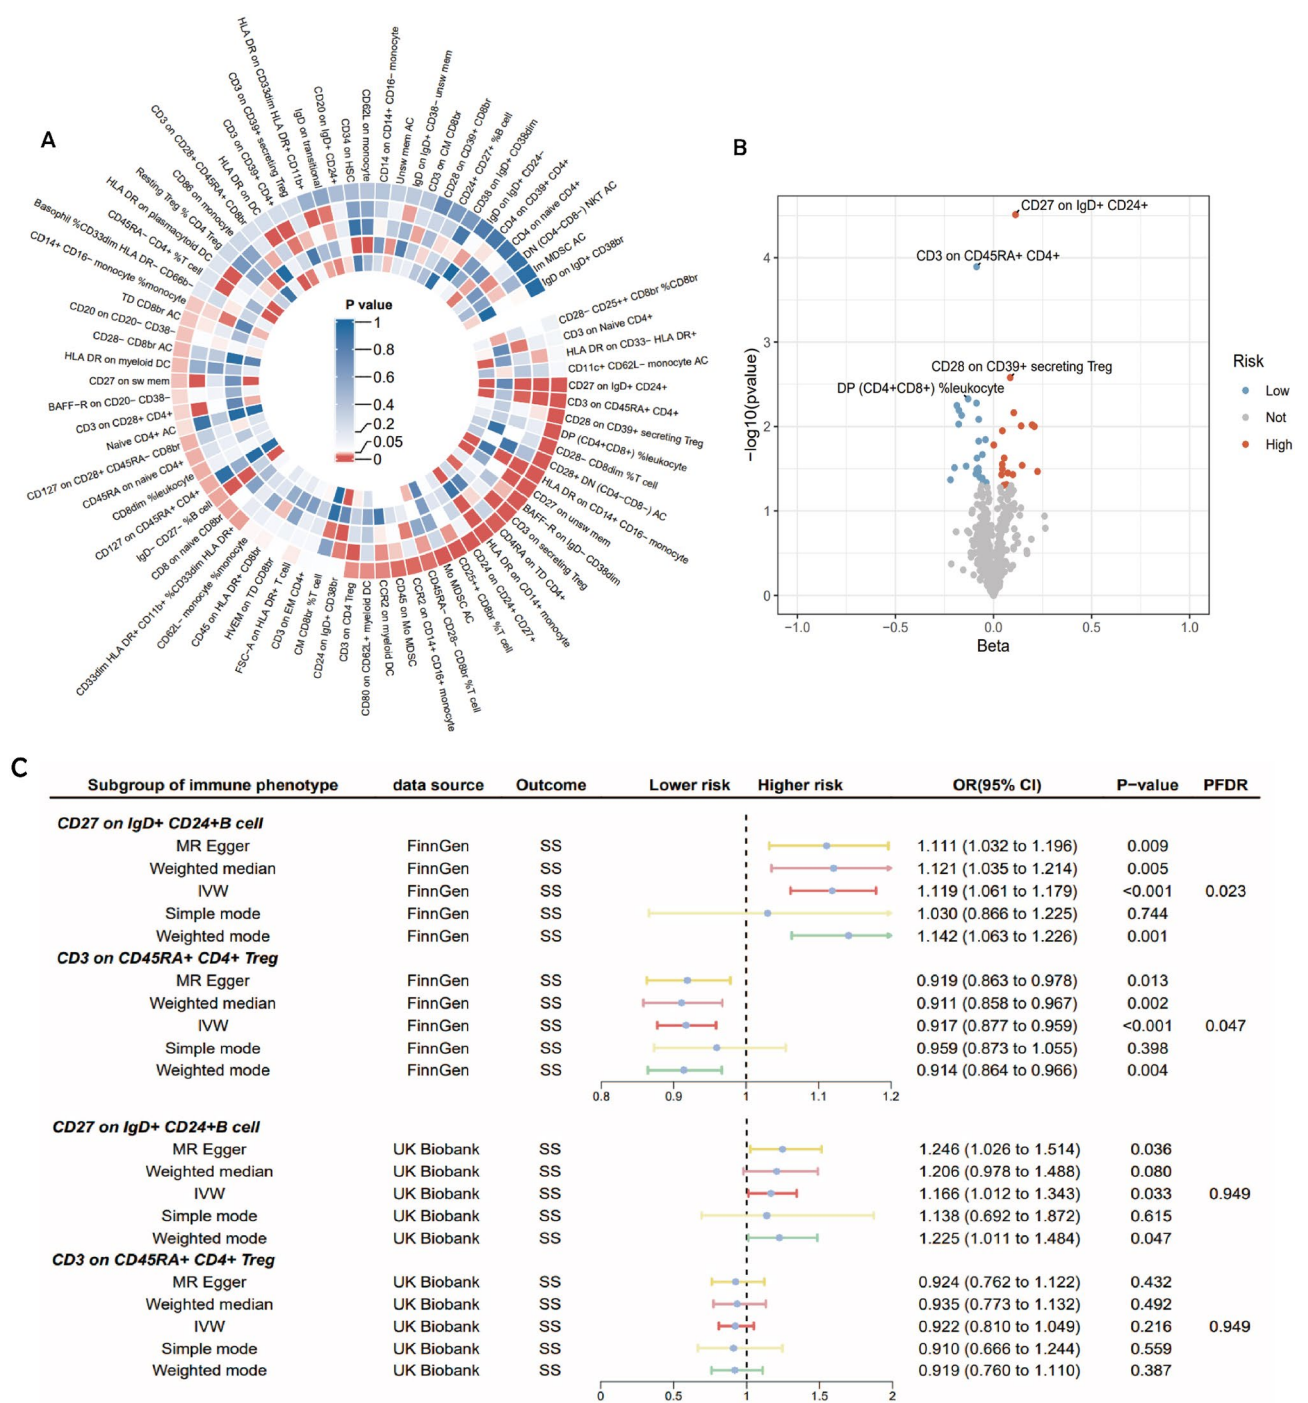 A
HLA DR on CD33dim HLA DR+ CD11b+
CD3 on CD39+ secreting Treg
CD3 on CD39+ CD4+
HLA DR on DC
CD3 on CD28+ CD45RA+ CD8br
CD86 on monocyte
Resting Treg % CD4 Treg
HLA DR on plasmacytoid DC
CD45RA− CD4+ %T cell
Basophil %CD33dim HLA DR− CD66b−
CD14+ CD16− monocyte %monocyte
TD CD8br AC
CD20 on CD20− CD38−
CD28− CD8br AC
HLA DR on myeloid DC
CD27 on sw mem
BAFF−R on CD20− CD38−
CD3 on CD28+ CD4+
Naive CD4+ AC
CD127 on CD28+ CD45RA− CD8br
CD45RA on naive CD4+
CD8dim %leukocyte
CD127 on CD45RA+ CD4+
IgD− CD27− %B cell
CD8 on naive CD8br
CD33dim HLA DR+ CD11b+ %CD33dim HLA DR+
CD62L− monocyte %monocyte
CD45 on HLA DR+ CD8br
HVEM on TD CD8br
FSC−A on HLA DR+ T cell
CD3 on EM CD4+
CM CD8br %T cell
CD24 on IgD+ CD38br
CD3 on CD4 Treg
CD80 on CD62L+ myeloid DC
CCR2 on myeloid DC
CD45 on Mo MDSC
CCR2 on CD14+ CD16+ monocyte
CD45RA− CD28− CD8br %T cell
Mo MDSC AC
CD25++ CD8br %T cell
CD24 on CD24+ CD27+
HLA DR on CD14+ monocyte
CD4RA on TD CD4+
CD3 on secreting Treg
BAFF−R on IgD− CD38dim
CD27 on unsw mem
HLA DR on CD14+ CD16− monocyte
CD28+ DN (CD4−CD8−) AC
CD28− CD8dim %T cell
DP (CD4+CD8+) %leukocyte
CD28 on CD39+ secreting Treg
CD3 on CD45RA+ CD4+
CD27 on IgD+ CD24+
CD11c+ CD62L− monocyte AC
HLA DR on CD33− HLA DR+
CD3 on Naive CD4+
CD28− CD25++ CD8br %CD8br
IgD on IgD+ CD38br
Im MDSC AC
DN (CD4−CD8−) NKT AC
CD4 on naive CD4+
CD4 on CD39+ CD4+
IgD on IgD+ CD24−
CD38 on IgD+ CD38dim
CD24+ CD27+ %B cell
CD28 on CD39+ CD8br
CD3 on CM CD8br
IgD on IgD+ CD38− unsw mem
Unsw mem AC
CD14 on CD14+ CD16− monocyte
CD62L on monocyte
CD34 on HSC
CD20 on IgD+ CD24+
IgD on transitional
P value
1
0.8
0.6
0.4
0.2
0.05
0
B
CD27 on IgD+ CD24+
CD3 on CD45RA+ CD4+
CD28 on CD39+ secreting Treg
DP (CD4+CD8+) %leukocyte
−log10(pvalue)
4
3
2
1
0
−1.0 −0.5 0.0 0.5 1.0
Beta
Risk
Low
Not
High
C
Subgroup of immune phenotype data source Outcome Lower risk Higher risk OR(95% CI) P−value PFDR
CD27 on IgD+ CD24+B cell
MR Egger FinnGen SS 1.111 (1.032 to 1.196) 0.009
Weighted median FinnGen SS 1.121 (1.035 to 1.214) 0.005
IVW FinnGen SS 1.119 (1.061 to 1.179) <0.001 0.023
Simple mode FinnGen SS 1.030 (0.866 to 1.225) 0.744
Weighted mode FinnGen SS 1.142 (1.063 to 1.226) 0.001
CD3 on CD45RA+ CD4+ Treg
MR Egger FinnGen SS 0.919 (0.863 to 0.978) 0.013
Weighted median FinnGen SS 0.911 (0.858 to 0.967) 0.002
IVW FinnGen SS 0.917 (0.877 to 0.959) <0.001 0.047
Simple mode FinnGen SS 0.959 (0.873 to 1.055) 0.398
Weighted mode FinnGen SS 0.914 (0.864 to 0.966) 0.004
0.8 0.9 1 1.1 1.2
CD27 on IgD+ CD24+B cell
MR Egger UK Biobank SS 1.246 (1.026 to 1.514) 0.036
Weighted median UK Biobank SS 1.206 (0.978 to 1.488) 0.080
IVW UK Biobank SS 1.166 (1.012 to 1.343) 0.033 0.949
Simple mode UK Biobank SS 1.138 (0.692 to 1.872) 0.615
Weighted mode UK Biobank SS 1.225 (1.011 to 1.484) 0.047
CD3 on CD45RA+ CD4+ Treg
MR Egger UK Biobank SS 0.924 (0.762 to 1.122) 0.432
Weighted median UK Biobank SS 0.935 (0.773 to 1.132) 0.492
IVW UK Biobank SS 0.922 (0.810 to 1.049) 0.216 0.949
Simple mode UK Biobank SS 0.910 (0.666 to 1.244) 0.559
Weighted mode UK Biobank SS 0.919 (0.760 to 1.110) 0.387
0 0.5 1 1.5 2